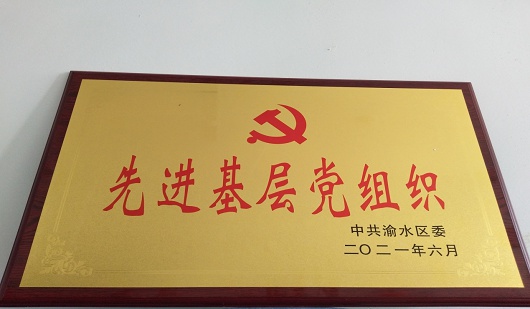 先进基层党组织
中共渝水区委
二〇二一年六月